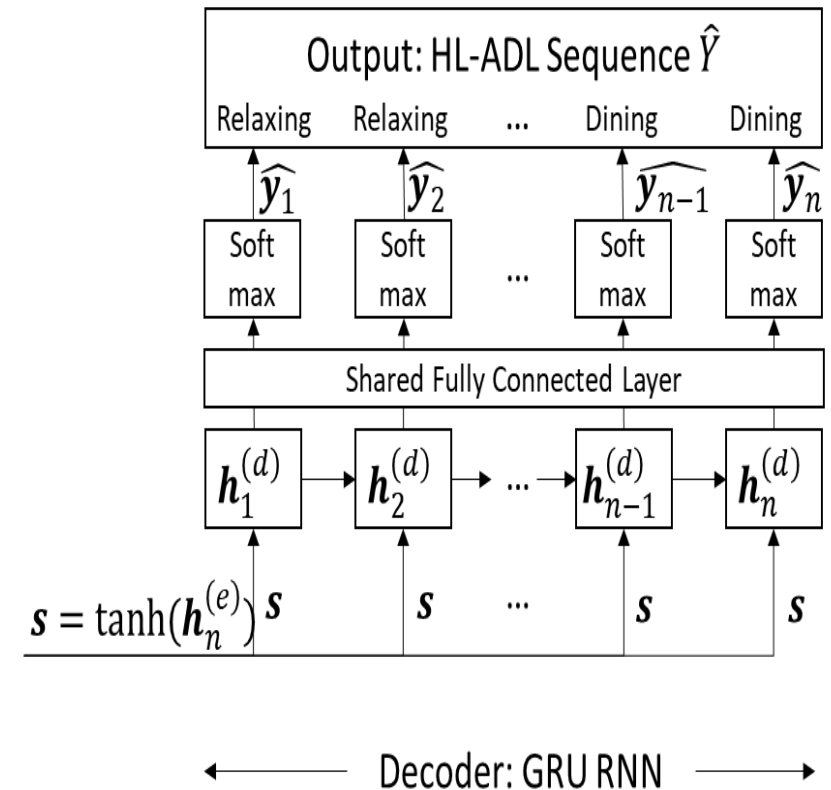 Output: HL-ADL Sequence Ŷ
Relaxing Relaxing ... Dining Dining
ŷ₁ ŷ₂ ŷₙ₋₁ ŷₙ
Soft Soft ... Soft Soft
max max max max
Shared Fully Connected Layer
h₁^(d) h₂^(d) ... hₙ₋₁^(d) hₙ^(d)
s = tanh(hₙ^(e)) s s ... s s
Decoder: GRU RNN